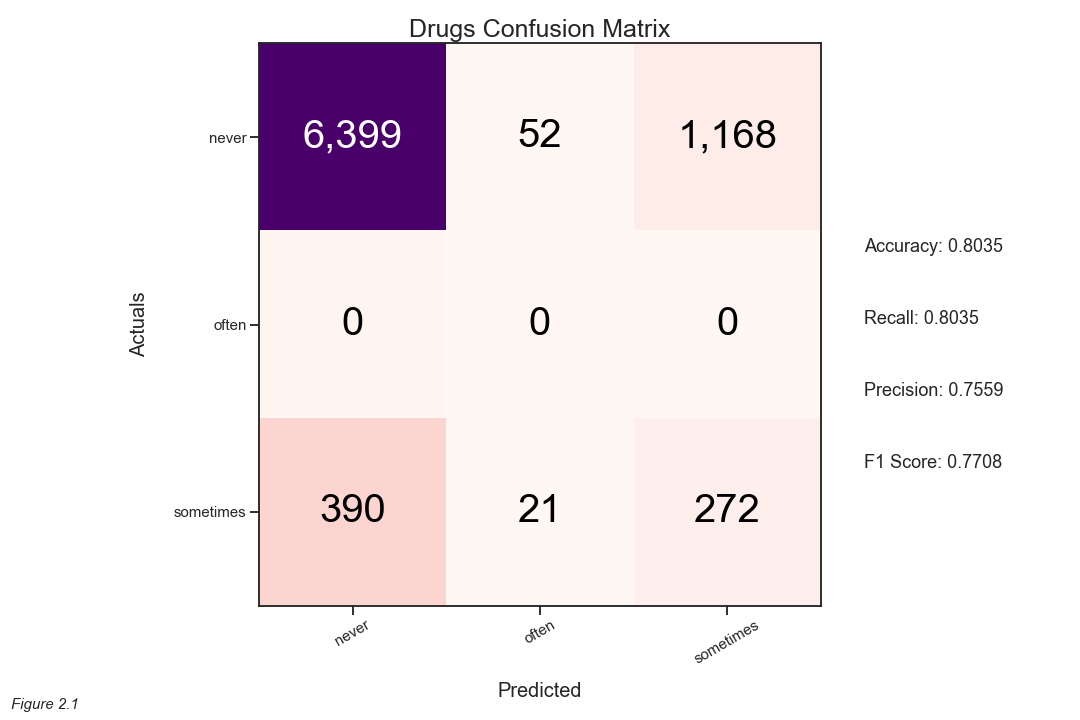 Drugs Confusion Matrix
never
6,399
52
1,168
Accuracy: 0.8035
Recall: 0.8035
Actuals
often
0
0
0
Precision: 0.7559
F1 Score: 0.7708
sometimes
390
21
272
never
often
sometimes
Predicted
Figure 2.1